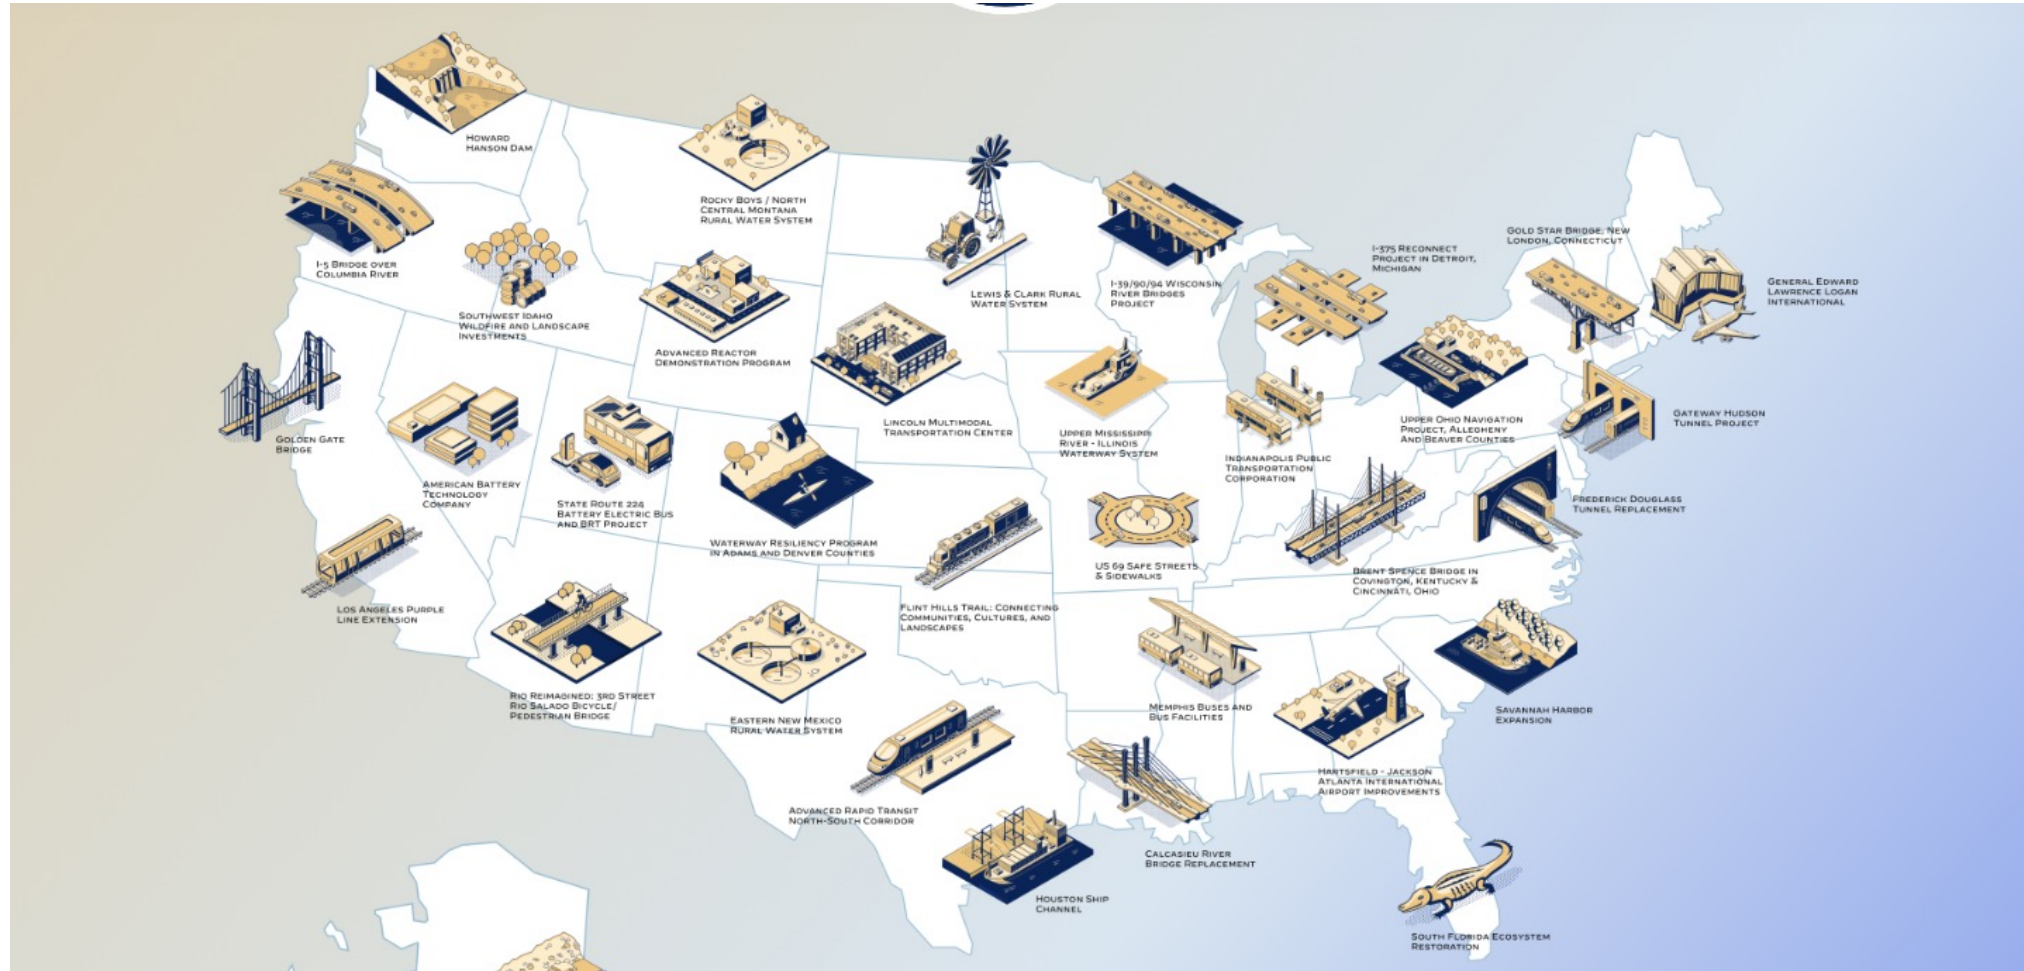 HOWARD
HANSON DAM
ROCKY BOYS / NORTH
CENTRAL MONTANA
RURAL WATER SYSTEM
I-5 BRIDGE OVER
COLUMBIA RIVER
SOUTHWEST IDAHO
WILDFIRE AND LANDSCAPE
INVESTMENTS
ADVANCED REACTOR
DEMONSTRATION PROGRAM
LEWIS & CLARK RURAL
WATER SYSTEM
I-39/90/94 WISCONSIN
RIVER BRIDGES
PROJECT
I-375 RECONNECT
PROJECT IN DETROIT,
MICHIGAN
GOLD STAR BRIDGE, NEW
LONDON, CONNECTICUT
GENERAL EDWARD
LAWRENCE LOGAN
INTERNATIONAL
GOLDEN GATE
BRIDGE
AMERICAN BATTERY
TECHNOLOGY
COMPANY
STATE ROUTE 224
BATTERY ELECTRIC BUS
AND BRT PROJECT
LINCOLN MULTIMODAL
TRANSPORTATION CENTER
UPPER MISSISSIPPI
RIVER - ILLINOIS
WATERWAY SYSTEM
INDIANAPOLIS PUBLIC
TRANSPORTATION
CORPORATION
UPPER OHIO NAVIGATION
PROJECT, ALLEGHENY
AND BEAVER COUNTIES
GATEWAY HUDSON
TUNNEL PROJECT
FREDERICK DOUGLASS
TUNNEL REPLACEMENT
WATERWAY RESILIENCY PROGRAM
IN ADAMS AND DENVER COUNTIES
US 69 SAFE STREETS
& SIDEWALKS
BRENT SPENCE BRIDGE IN
COVINGTON, KENTUCKY &
CINCINNATI, OHIO
LOS ANGELES PURPLE
LINE EXTENSION
FLINT HILLS TRAIL: CONNECTING
COMMUNITIES, CULTURES, AND
LANDSCAPES
RIO REIMAGINED: 3RD STREET
RIO SALADO BICYCLE/
PEDESTRIAN BRIDGE
EASTERN NEW MEXICO
RURAL WATER SYSTEM
MEMPHIS BUSES AND
BUS FACILITIES
SAVANNAH HARBOR
EXPANSION
HARTSFIELD - JACKSON
ATLANTA INTERNATIONAL
AIRPORT IMPROVEMENTS
ADVANCED RAPID TRANSIT
NORTH-SOUTH CORRIDOR
CALCASIEU RIVER
BRIDGE REPLACEMENT
HOUSTON SHIP
CHANNEL
SOUTH FLORIDA ECOSYSTEM
RESTORATION